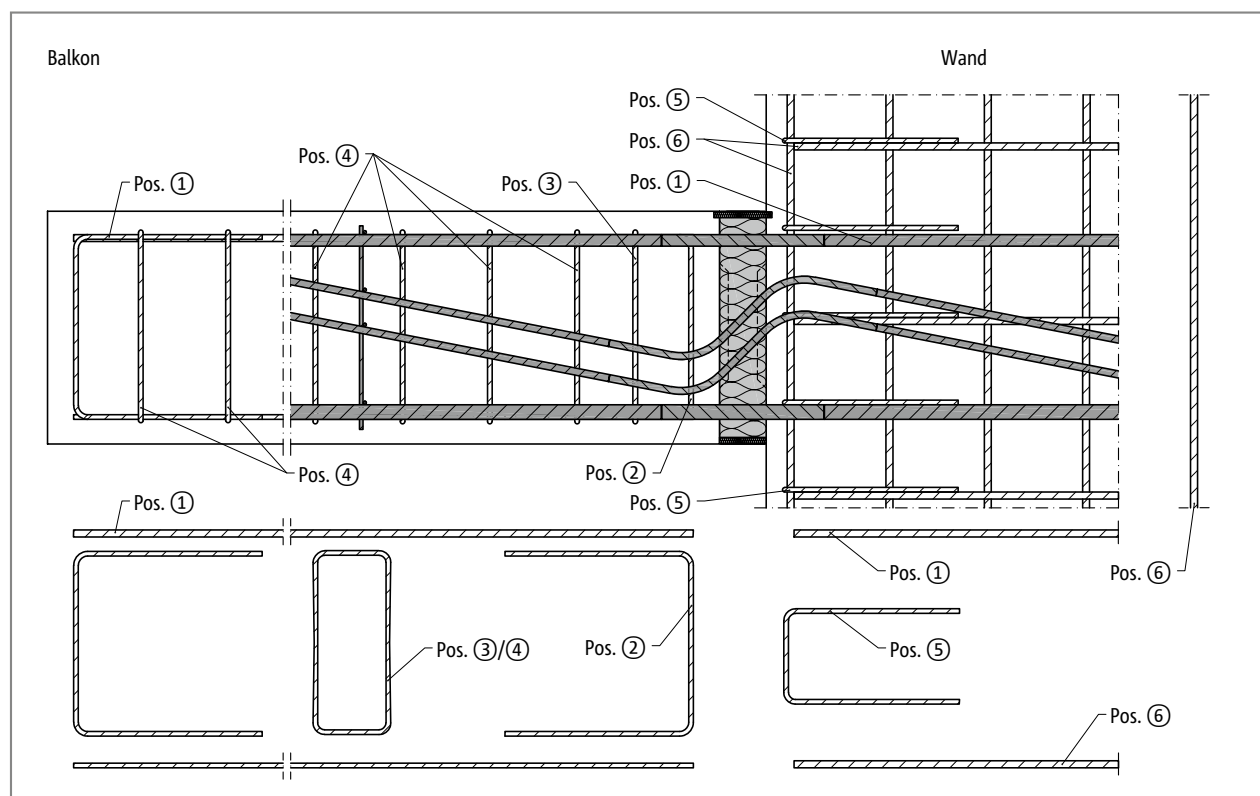 Balkon
Wand
Pos. ⑤
Pos. ④
Pos. ⑥
Pos. ①
Pos. ③
Pos. ①
Pos. ④
Pos. ②
Pos. ①
Pos. ⑤
Pos. ①
Pos. ⑥
Pos. ③/④
Pos. ②
Pos. ⑤
Pos. ⑥